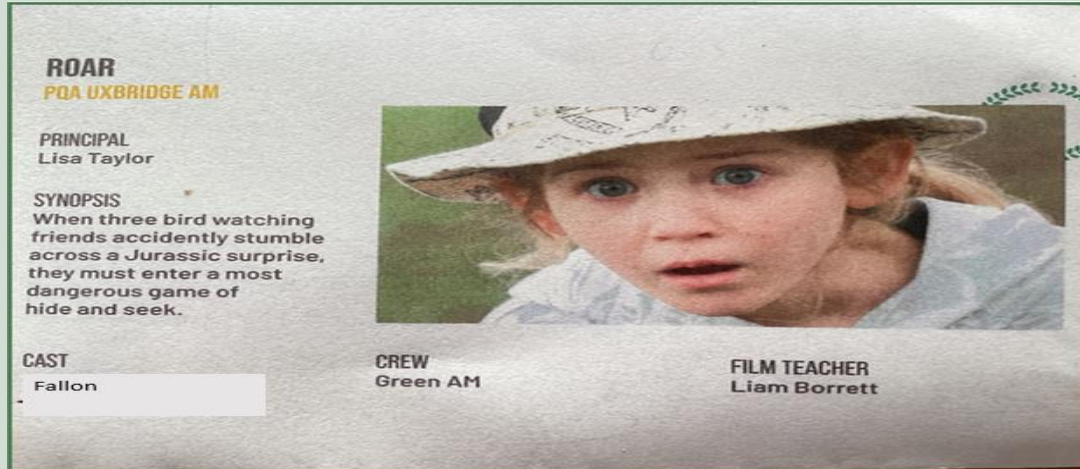 ROAR
PQA UXBRIDGE AM
PRINCIPAL
Lisa Taylor
SYNOPSIS
When three bird watching
friends accidently stumble
across a Jurassic surprise,
they must enter a most
dangerous game of
hide and seek.
CAST
Fallon
CREW
Green AM
FILM TEACHER
Liam Borrett